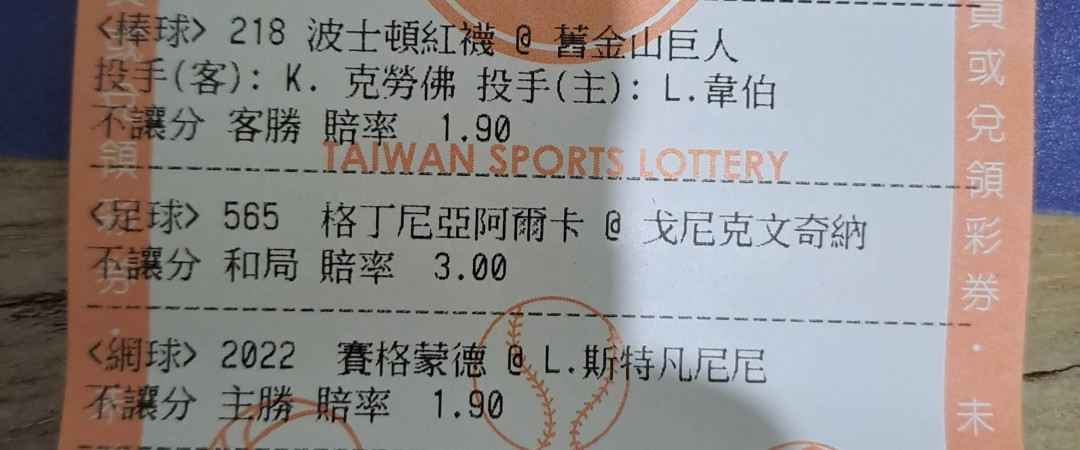 <棒球> 218 波士頓紅襪 @ 舊金山巨人
投手(客): K. 克勞佛 投手(主): L.韋伯
不讓分 客勝 賠率 1.90
TAIWAN SPORTS LOTTERY
<足球> 565 格丁尼亞阿爾卡 @ 戈尼克文奇納
不讓分 和局 賠率 3.00
<網球> 2022 賽格蒙德 @ L.斯特凡尼尼
不讓分 主勝 賠率 1.90
或兌領彩券・未